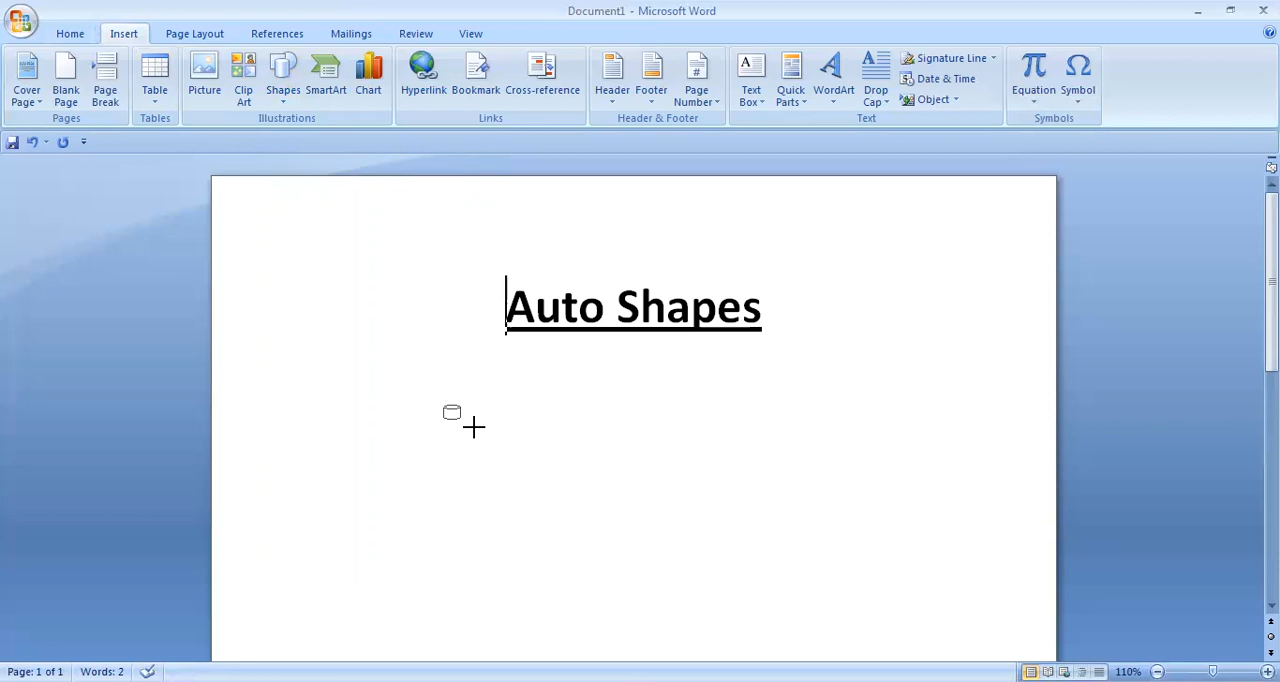 Document1 - Microsoft Word
Home Insert Page Layout References Mailings Review View
Cover Page Blank Page Page Break Table Picture Clip Art Shapes SmartArt Chart Hyperlink Bookmark Cross-reference Header Footer Page Number Text Box Quick Parts WordArt Drop Cap Signature Line Date & Time Object Equation Symbol
Pages Tables Illustrations Links Header & Footer Text Symbols
Auto Shapes
Page: 1 of 1 Words: 2 110%